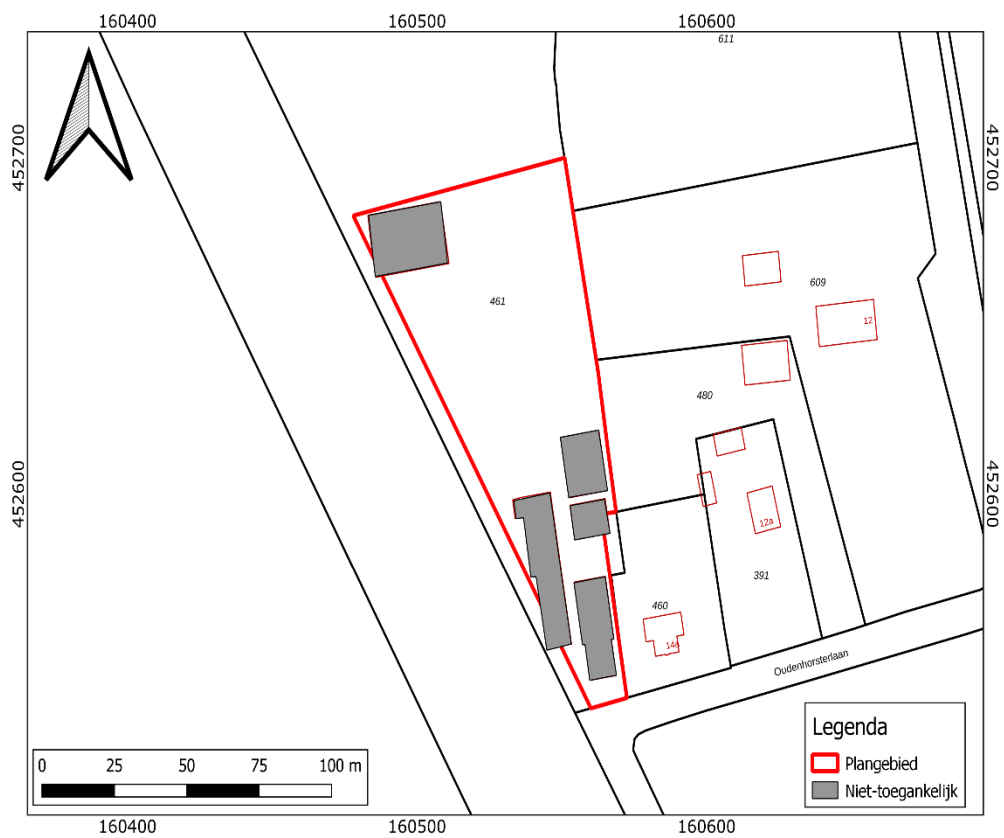 160400 160500 160600
611
452700 452700
609
461
12
480
452600 452600
12a
391
460
14a
Oudenhorsterlaan
Legenda
Plangebied
Niet-toegankelijk
0 25 50 75 100 m
160400 160500 160600